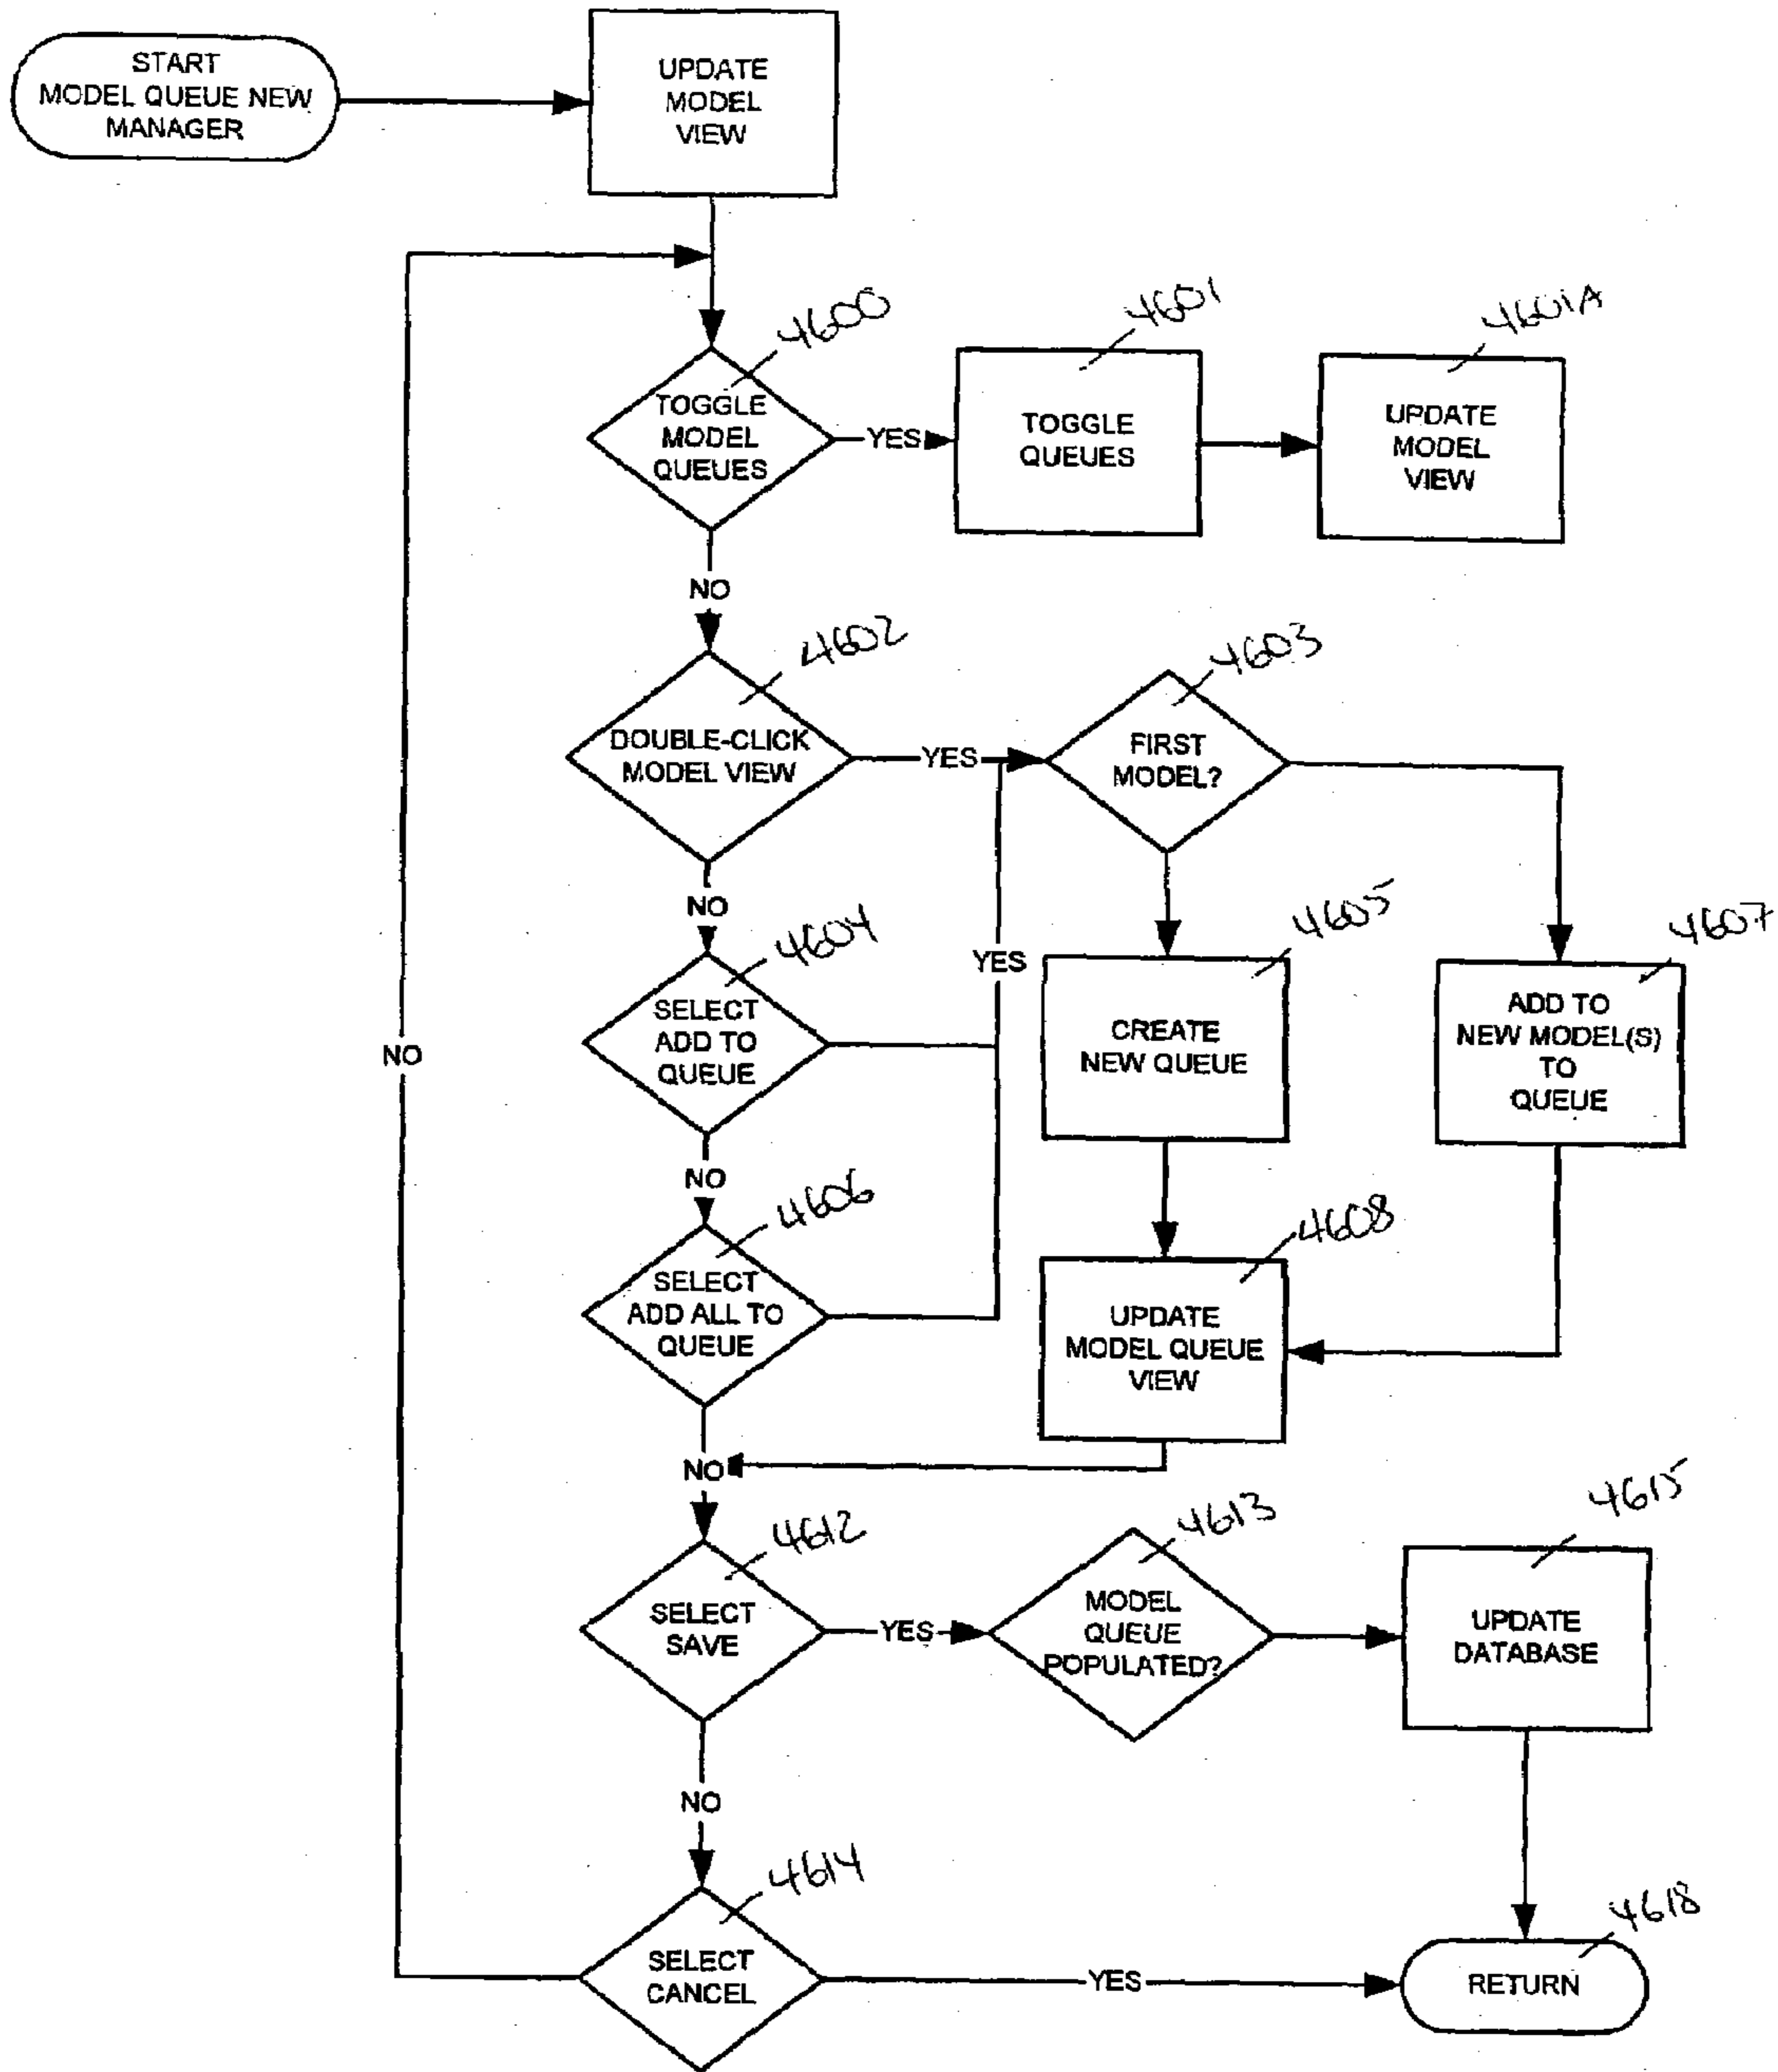 START
MODEL QUEUE NEW
MANAGER
UPDATE
MODEL
VIEW
4600
TOGGLE
MODEL
QUEUES
YES
4601
TOGGLE
QUEUES
4601A
UPDATE
MODEL
VIEW
NO
4602
DOUBLE-CLICK
MODEL VIEW
YES
4603
FIRST
MODEL?
NO
4604
SELECT
ADD TO
QUEUE
YES
4605
CREATE
NEW QUEUE
4607
ADD TO
NEW MODEL(S)
TO
QUEUE
NO
NO
4606
SELECT
ADD ALL TO
QUEUE
4608
UPDATE
MODEL QUEUE
VIEW
NO
4612
SELECT
SAVE
YES
4613
MODEL
QUEUE
POPULATED?
4615
UPDATE
DATABASE
NO
4614
SELECT
CANCEL
YES
4618
RETURN